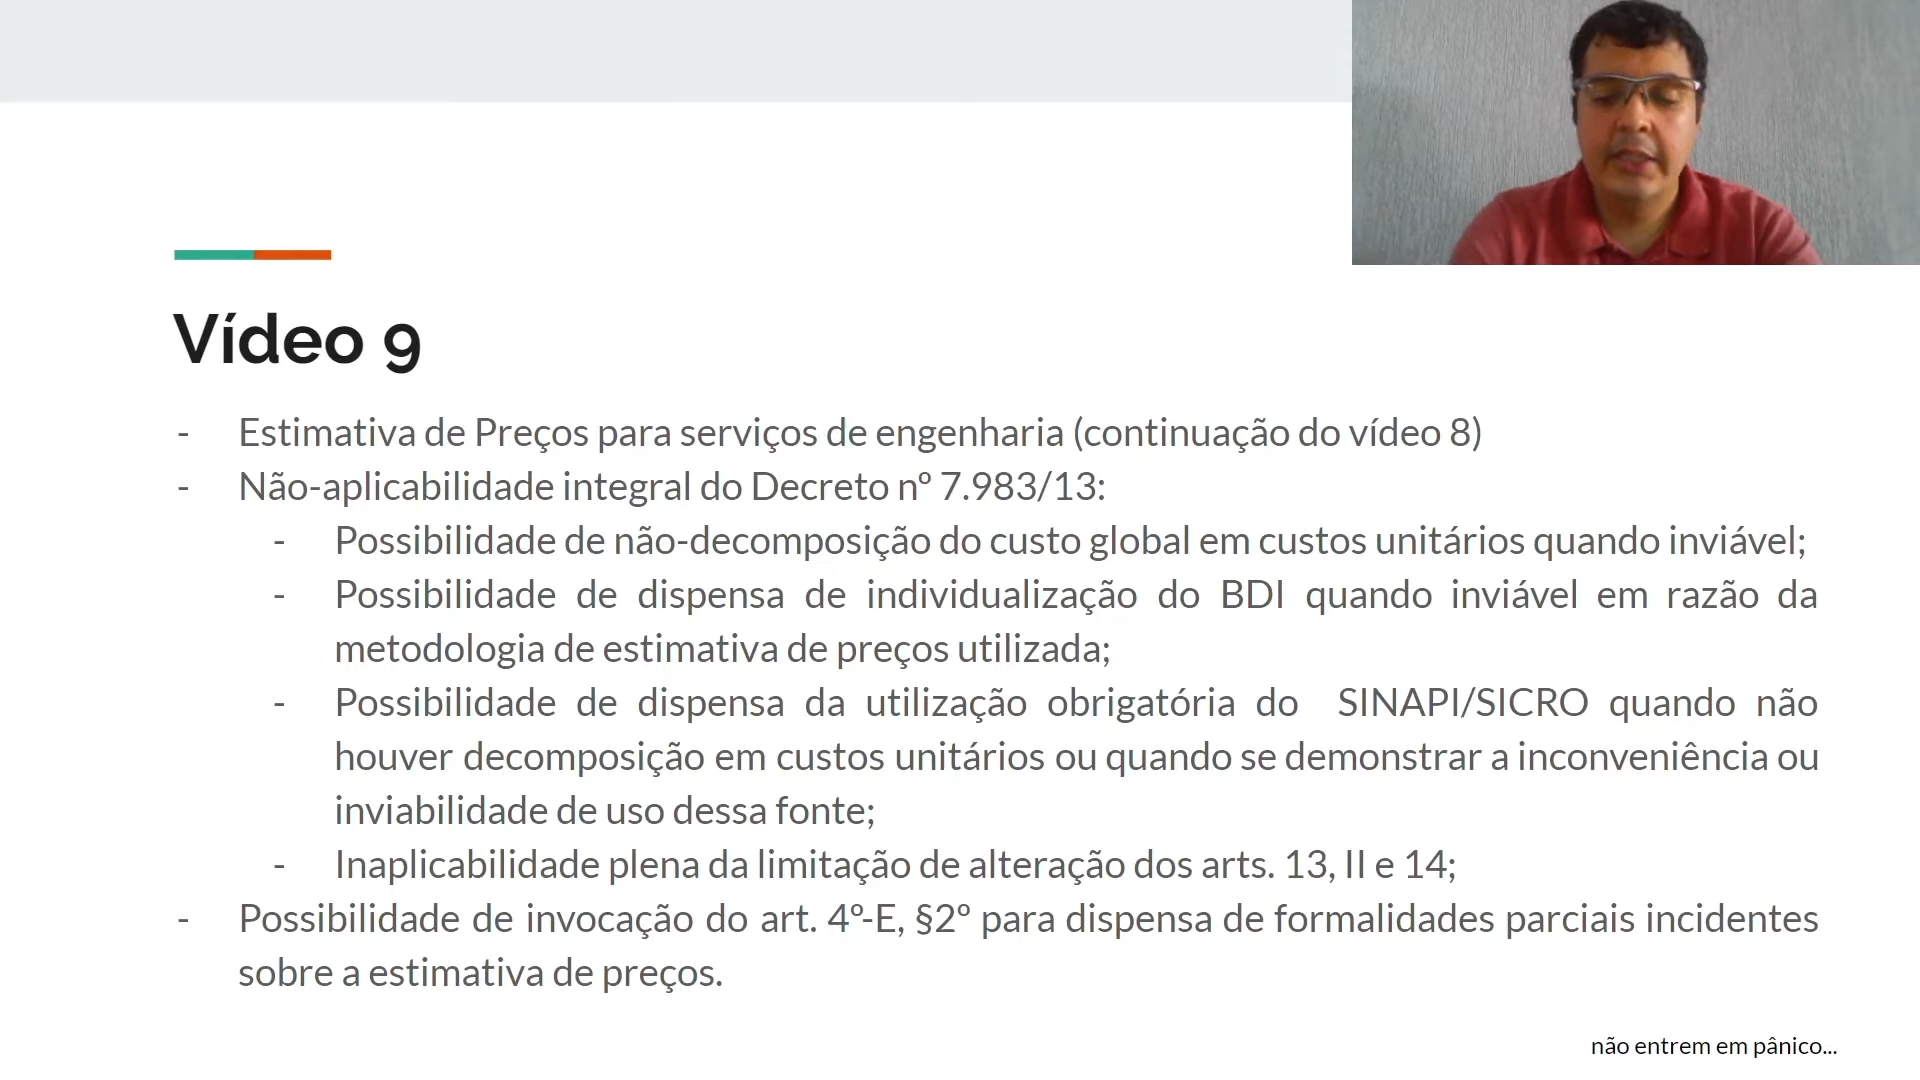 Vídeo 9
- Estimativa de Preços para serviços de engenharia (continuação do vídeo 8)
- Não-aplicabilidade integral do Decreto nº 7.983/13:
- Possibilidade de não-decomposição do custo global em custos unitários quando inviável;
- Possibilidade de dispensa de individualização do BDI quando inviável em razão da
metodologia de estimativa de preços utilizada;
- Possibilidade de dispensa da utilização obrigatória do SINAPI/SICRO quando não
houver decomposição em custos unitários ou quando se demonstrar a inconveniência ou
inviabilidade de uso dessa fonte;
- Inaplicabilidade plena da limitação de alteração dos arts. 13, II e 14;
- Possibilidade de invocação do art. 4º-E, §2º para dispensa de formalidades parciais incidentes
sobre a estimativa de preços.
não entrem em pânico...